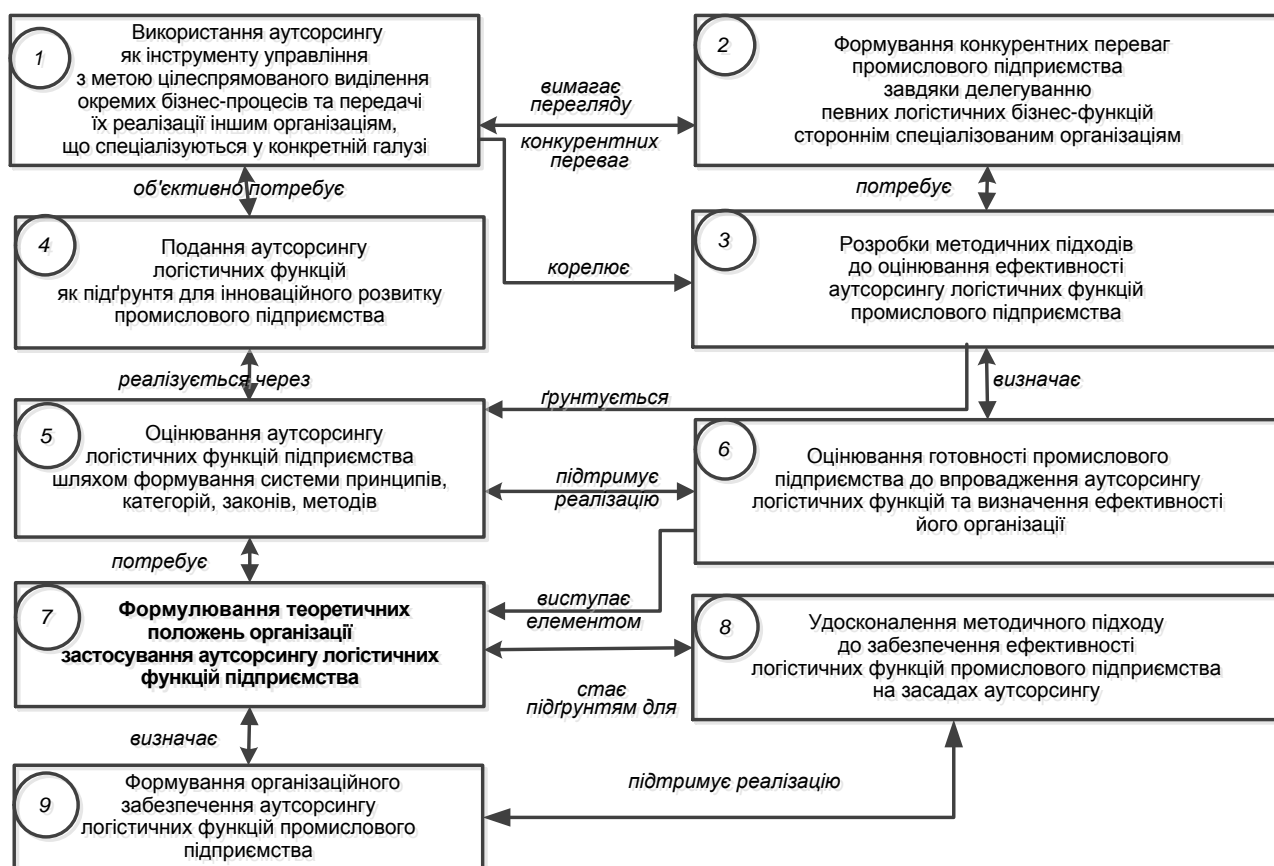 1
Використання аутсорсингу
як інструменту управління
з метою цілеспрямованого виділення
окремих бізнес-процесів та передачі
їх реалізації іншим організаціям,
що спеціалізуються у конкретній галузі
вимагає
перегляду
конкурентних
переваг
2
Формування конкурентних переваг
промислового підприємства
завдяки делегуванню
певних логістичних бізнес-функцій
стороннім спеціалізованим організаціям
об'єктивно потребує
потребує
4
Подання аутсорсингу
логістичних функцій
як підґрунтя для інноваційного розвитку
промислового підприємства
корелює
3
Розробки методичних підходів
до оцінювання ефективності
аутсорсингу логістичних функцій
промислового підприємства
реалізується через
ґрунтується
визначає
5
Оцінювання аутсорсингу
логістичних функцій підприємства
шляхом формування системи принципів,
категорій, законів, методів
підтримує
реалізацію
6
Оцінювання готовності промислового
підприємства до впровадження аутсорсингу
логістичних функцій та визначення ефективності
його організації
потребує
7
Формулювання теоретичних
положень організації
застосування аутсорсингу логістичних
функцій підприємства
виступає
елементом
стає
підґрунтям для
8
Удосконалення методичного підходу
до забезпечення ефективності
логістичних функцій промислового підприємства
на засадах аутсорсингу
визначає
9
Формування організаційного
забезпечення аутсорсингу
логістичних функцій промислового
підприємства
підтримує реалізацію